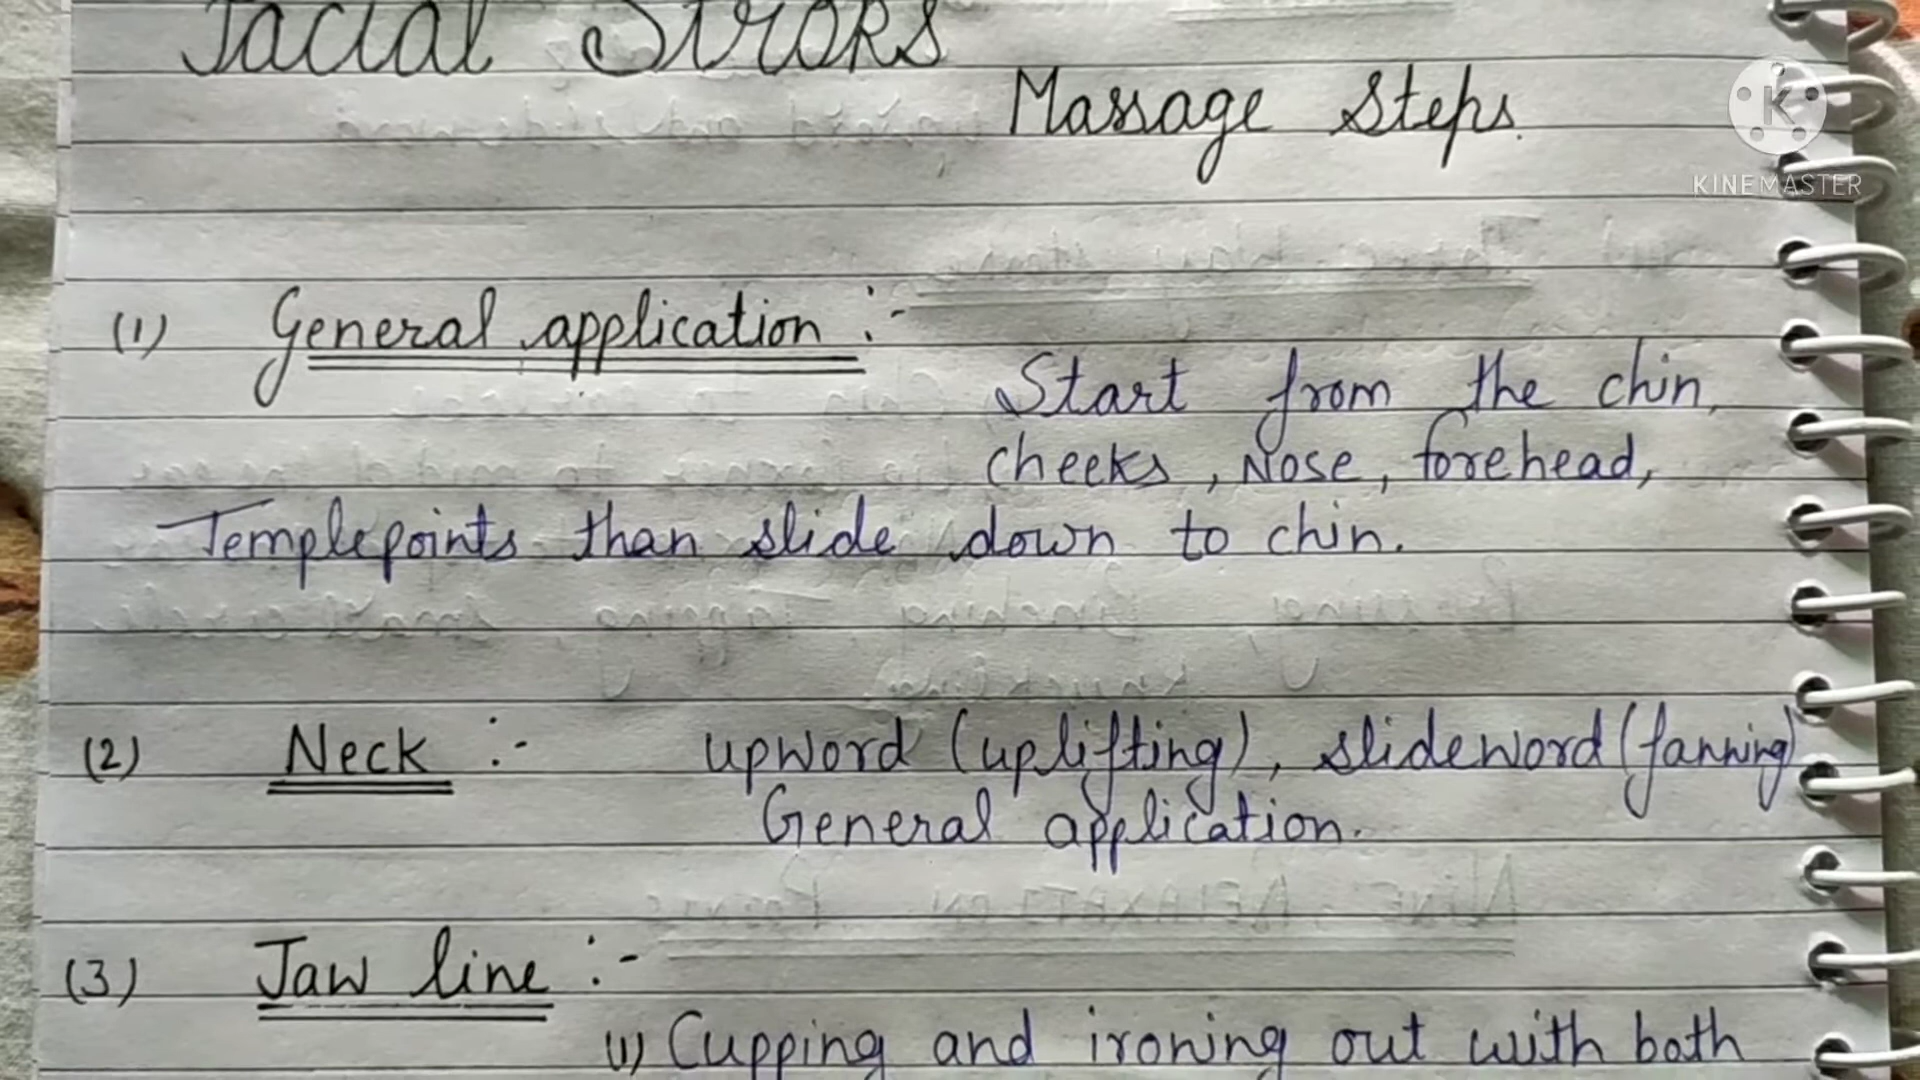 Facial Stroks
Massage Steps.
K
KINEMASTER
(1) General application :-
Start from the chin,
cheeks, Nose, forehead,
Templepoints than slide down to chin.
(2) Neck :- upword (uplifting), slideword (fanning)
General application.
(3) Jaw line :-
(1) Cupping and ironing out with both